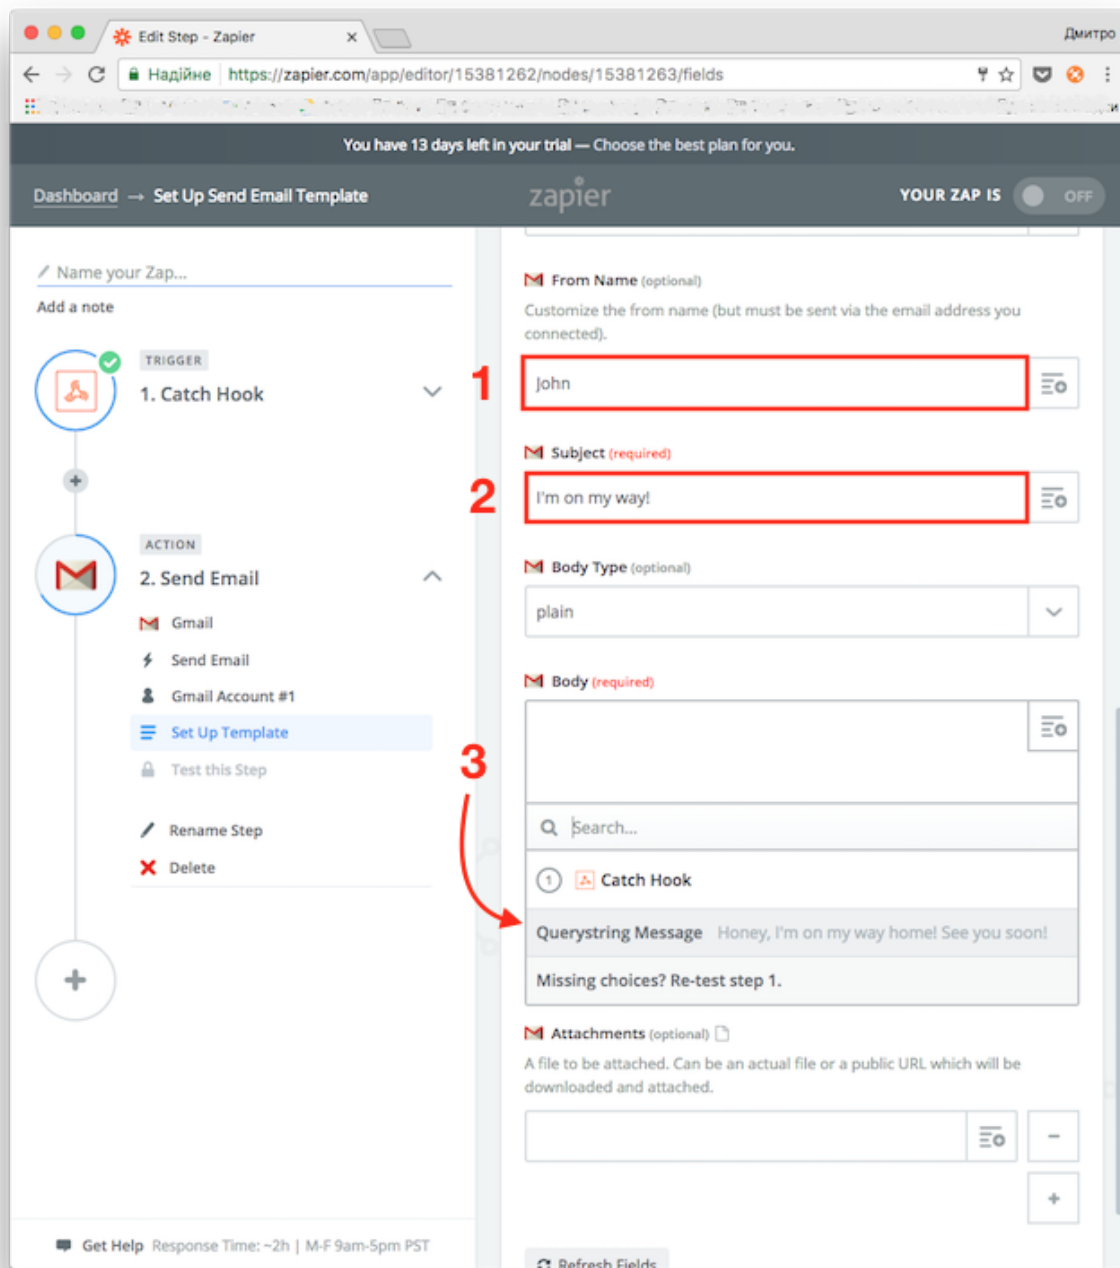 Edit Step - Zapier
Дмитро
Надійне https://zapier.com/app/editor/15381262/nodes/15381263/fields
You have 13 days left in your trial — Choose the best plan for you.
Dashboard → Set Up Send Email Template
zapier
YOUR ZAP IS OFF
Name your Zap...
Add a note
TRIGGER
1. Catch Hook
ACTION
2. Send Email
Gmail
Send Email
Gmail Account #1
Set Up Template
Test this Step
Rename Step
Delete
Get Help Response Time: ~2h | M-F 9am-5pm PST
From Name (optional)
Customize the from name (but must be sent via the email address you
connected).
1
John
Subject (required)
2
I'm on my way!
Body Type (optional)
plain
Body (required)
3
Search...
1 Catch Hook
Querystring Message Honey, I'm on my way home! See you soon!
Missing choices? Re-test step 1.
Attachments (optional)
A file to be attached. Can be an actual file or a public URL which will be
downloaded and attached.
Refresh Fields